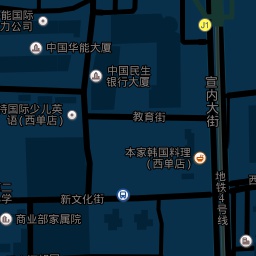 能国际
力公司
J1
中国华能大厦
中国民生
银行大厦
宣内大街
特国际少儿英
语(西单店)
教育街
本家韩国料理
(西单店)
地铁4号线
二
学
新文化街
西
商业部家属院